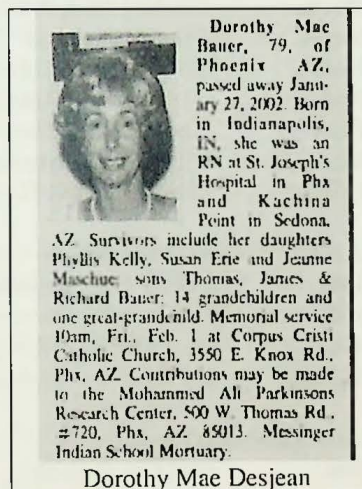 Dorothy Mae
Bauer, 79, of
Phoenix AZ,
passed away Janu-
ary 27, 2002. Born
in Indianapolis,
IN, she was an
RN at St. Joseph's
Hospital in Phx
and Kachina
Point in Sedona,
AZ. Survivors include her daughters
Phyllis Kelly, Susan Erie and Jeanne
Maschue; sons Thomas, James &
Richard Bauer; 14 grandchildren and
one great-grandchild. Memorial service
10am, Fri., Feb. 1 at Corpus Cristi
Catholic Church, 3550 E. Knox Rd.,
Phx, AZ. Contributions may be made
to the Mohammed Ali Parkinsons
Research Center, 500 W. Thomas Rd.,
#720, Phx, AZ 85013. Messinger
Indian School Mortuary.
Dorothy Mae Desjean